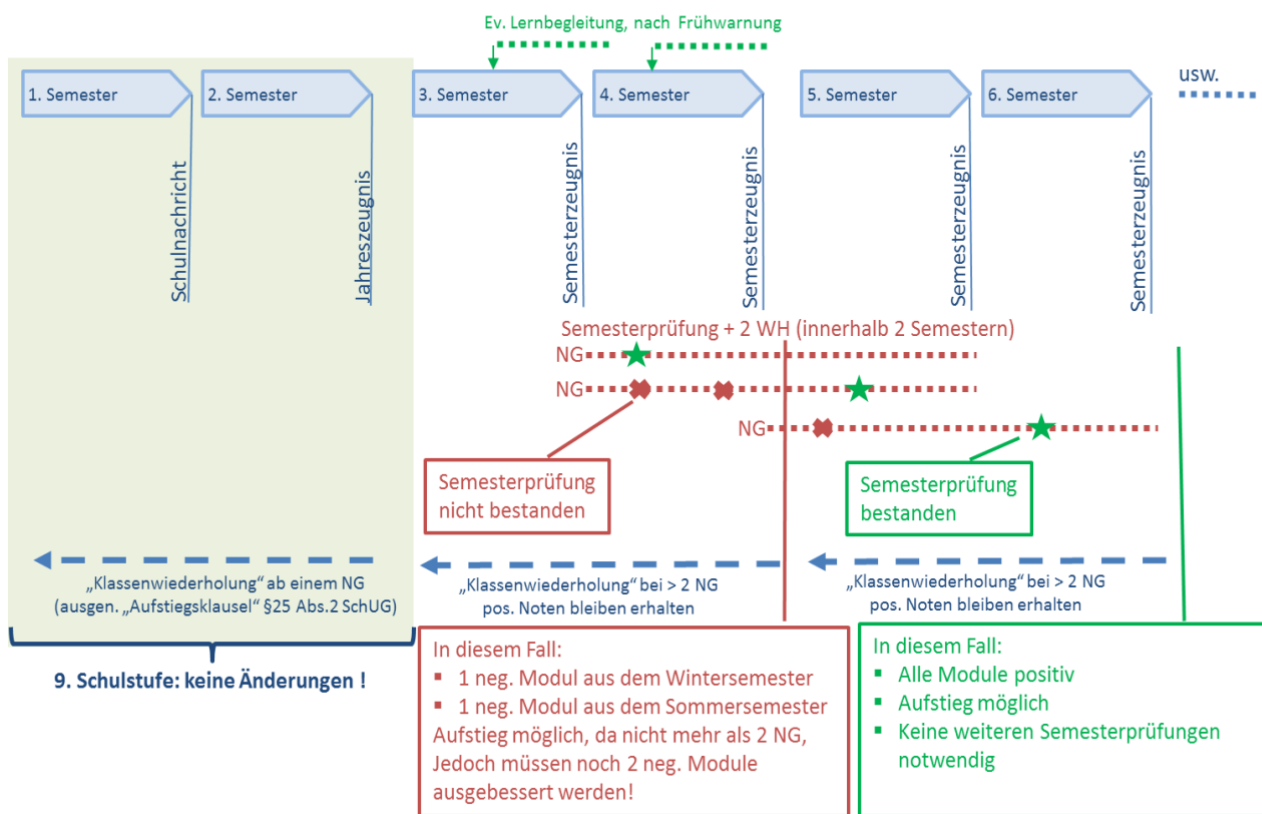 Ev. Lernbegleitung, nach Frühwarnung
1. Semester
2. Semester
3. Semester
4. Semester
5. Semester
6. Semester
usw.
Schulnachricht
Jahreszeugnis
Semesterzeugnis
Semesterzeugnis
Semesterzeugnis
Semesterzeugnis
Semesterprüfung + 2 WH (innerhalb 2 Semestern)
NG
NG
NG
Semesterprüfung
nicht bestanden
Semesterprüfung
bestanden
„Klassenwiederholung“ ab einem NG
(ausgen. „Aufstiegsklausel“ §25 Abs.2 SchUG)
„Klassenwiederholung“ bei > 2 NG
pos. Noten bleiben erhalten
„Klassenwiederholung“ bei > 2 NG
pos. Noten bleiben erhalten
9. Schulstufe: keine Änderungen !
In diesem Fall:
▪ 1 neg. Modul aus dem Wintersemester
▪ 1 neg. Modul aus dem Sommersemester
Aufstieg möglich, da nicht mehr als 2 NG,
Jedoch müssen noch 2 neg. Module
ausgebessert werden!
In diesem Fall:
▪ Alle Module positiv
▪ Aufstieg möglich
▪ Keine weiteren Semesterprüfungen
notwendig